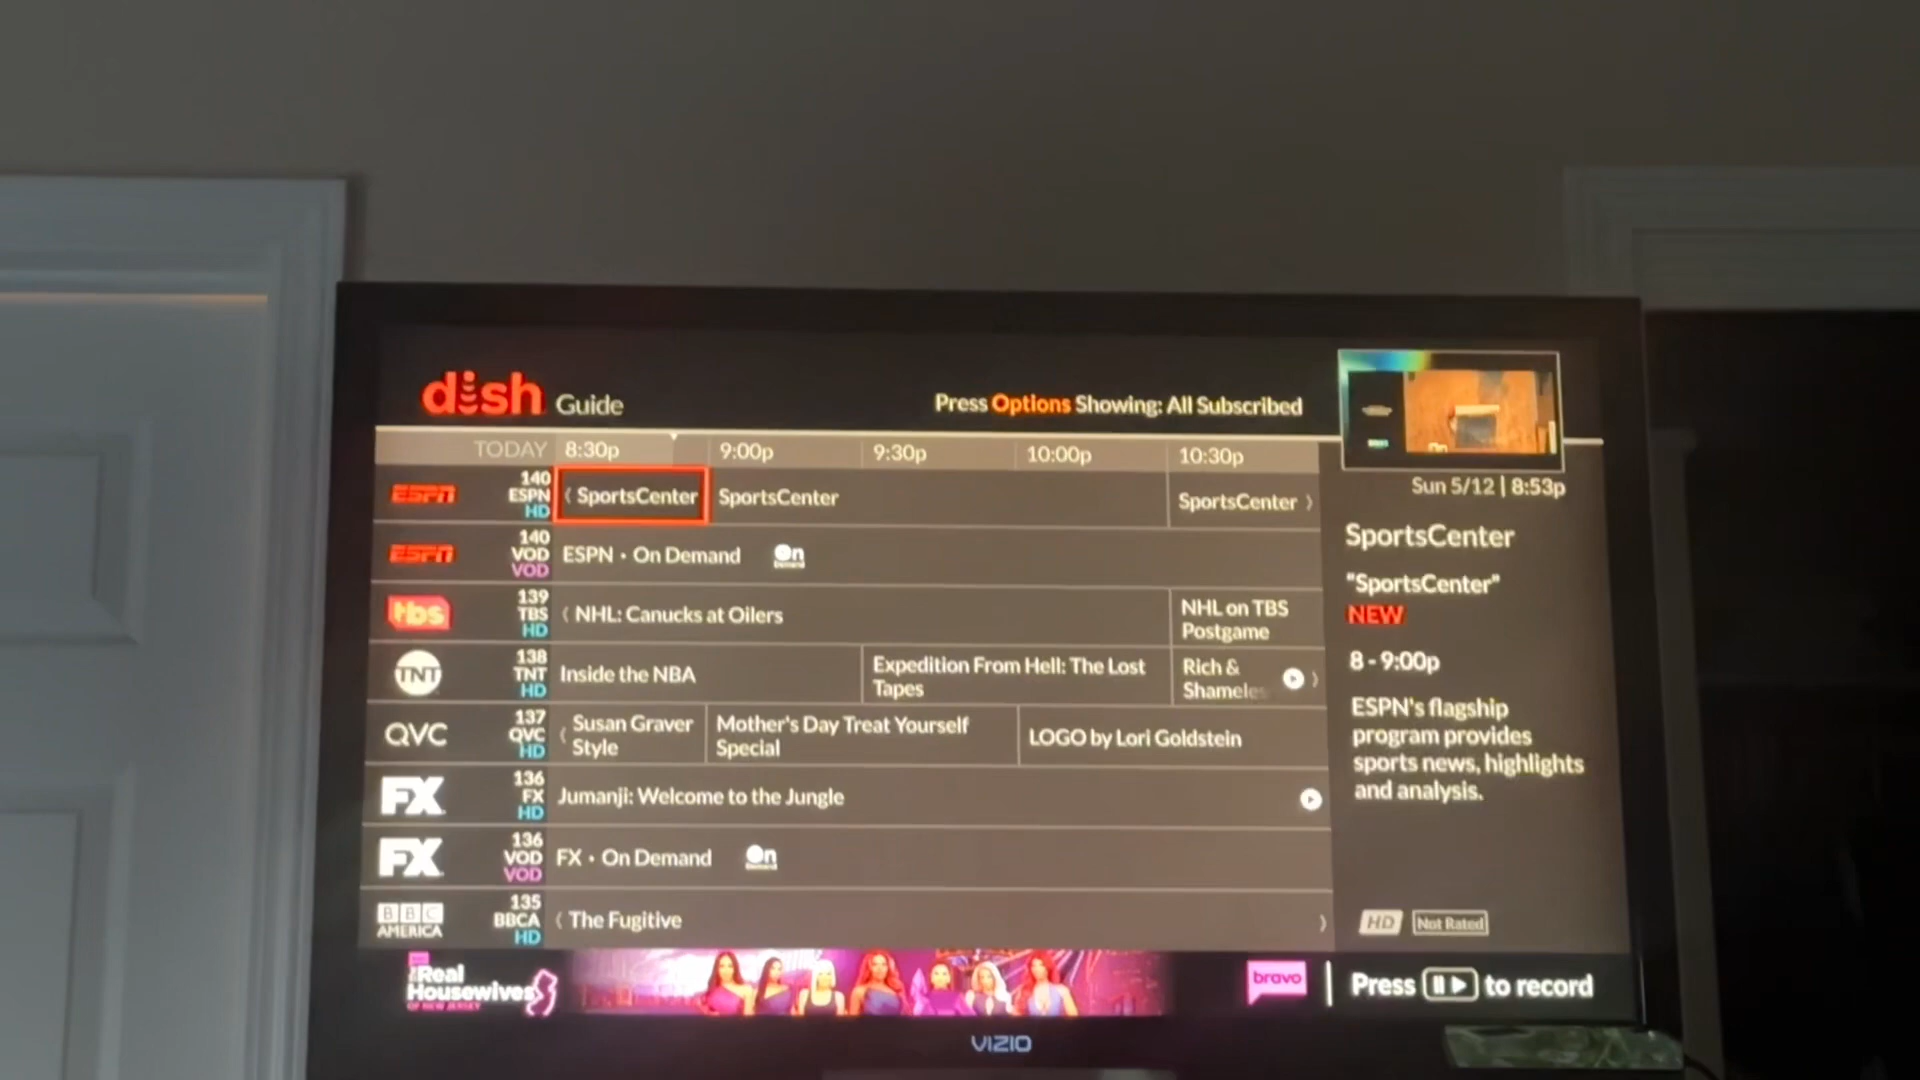 dish Guide
Press Options Showing: All Subscribed
TODAY 8:30p 9:00p 9:30p 10:00p 10:30p
Sun 5/12 | 8:53p
ESPN 140 ESPN HD SportsCenter SportsCenter SportsCenter
ESPN 140 VOD VOD ESPN • On Demand On Demand
tbs 139 TBS HD NHL: Canucks at Oilers NHL on TBS Postgame
TNT 138 TNT HD Inside the NBA Expedition From Hell: The Lost Tapes Rich & Shameles
QVC 137 QVC HD Susan Graver Style Mother's Day Treat Yourself Special LOGO by Lori Goldstein
FX 136 FX HD Jumanji: Welcome to the Jungle
FX 136 VOD VOD FX • On Demand On Demand
BBC AMERICA 135 BBCA HD The Fugitive
SportsCenter
"SportsCenter"
NEW
8 - 9:00p
ESPN's flagship
program provides
sports news, highlights
and analysis.
HD Not Rated
Real
Housewives
OF NEW JERSEY
bravo
Press to record
VIZIO